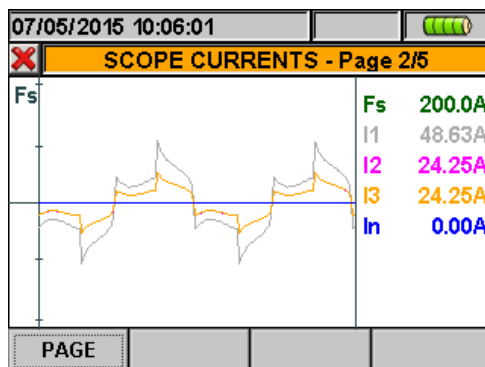 07/05/2015 10:06:01
SCOPE CURRENTS - Page 2/5
Fs
Fs 200.0A
I1 48.63A
I2 24.25A
I3 24.25A
In 0.00A
PAGE